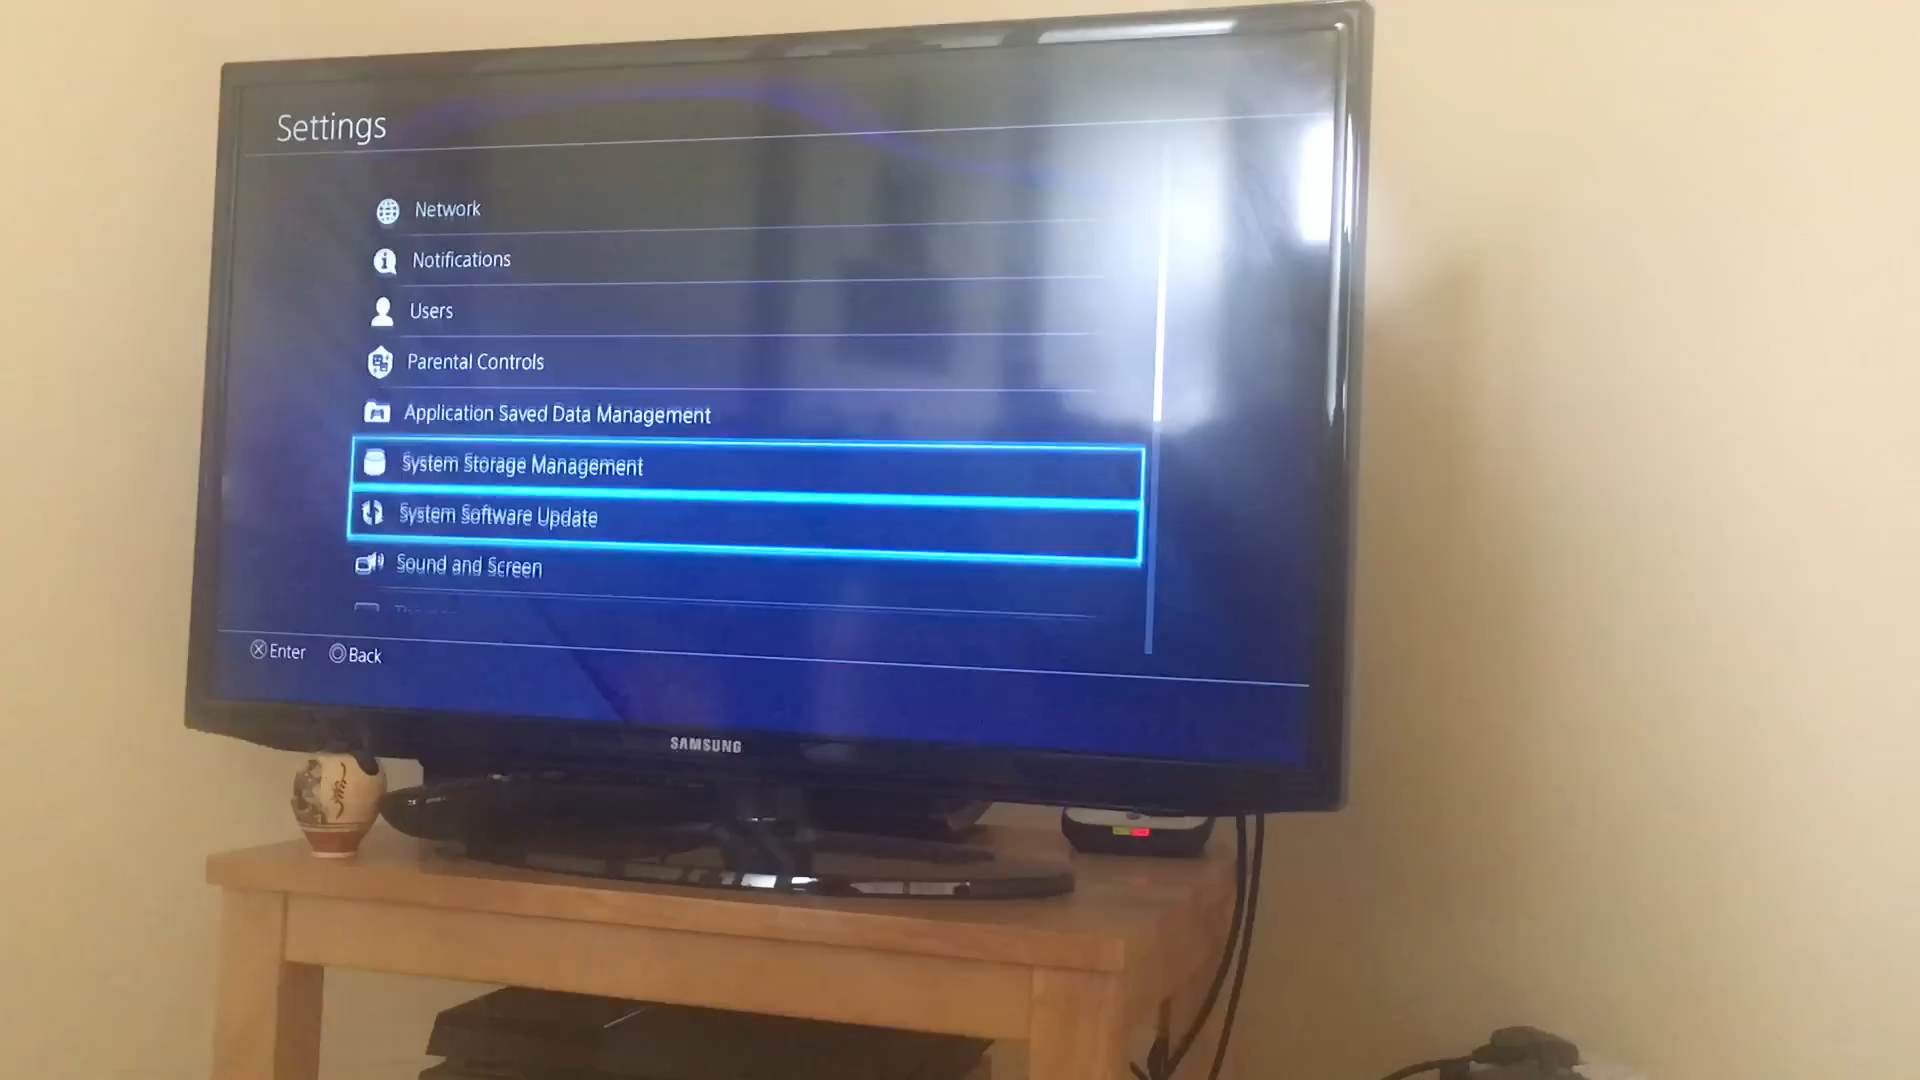 Settings
Network
Notifications
Users
Parental Controls
Application Saved Data Management
System Storage Management
System Software Update
Sound and Screen
Enter Back
SAMSUNG